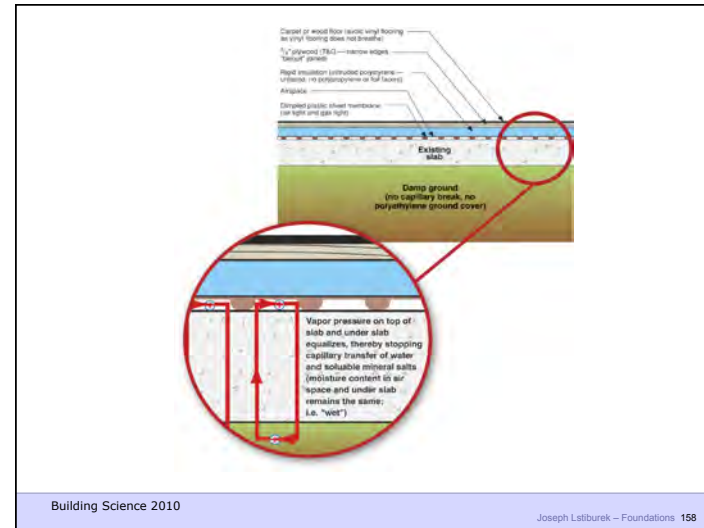 Carpet or wood floor (avoid vinyl flooring
as vinyl flooring does not breathe)
3/4" plywood (T&G)— narrow edges,
panels)
Rigid insulation (extruded polystyrene—
no polypropylene or foil facers)
Airspace
Dimpled plastic sheet membrane
(air tight and gas tight)
Existing
slab
Damp ground
(no capillary break, no
polyethylene ground cover)
Vapor pressure on top of
slab and under slab
equalizes, thereby stopping
capillary transfer of water
and soluable mineral salts
(moisture content in air
space and under slab
remains the same;
i.e. "wet")
Building Science 2010
Joseph Lstiburek – Foundations 158